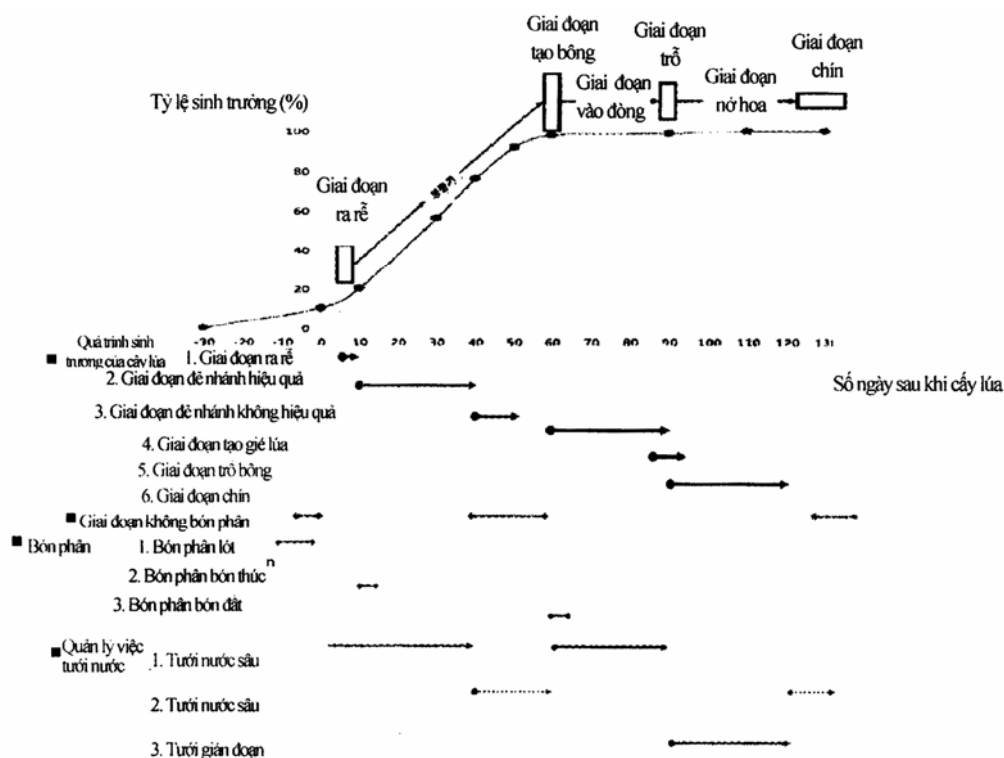 Giai đoạn
tạo bông
Giai đoạn
trỗ
Giai đoạn
chín
Giai đoạn
vào đòng
Giai đoạn
nở hoa
Tỷ lệ sinh trưởng (%)
100
80
60
40
20
0
Giai đoạn
ra rễ
-30 -20 -10 0 10 20 30 40 50 60 70 80 90 100 110 120 131
Số ngày sau khi cấy lúa
Quá trình sinh
trương của cây lúa
1. Giai đoạn ra rễ
2. Giai đoạn đẻ nhánh hiệu quả
3. Giai đoạn đẻ nhánh không hiệu quả
4. Giai đoạn tạo gié lúa
5. Giai đoạn trổ bông
6. Giai đoạn chín
Giai đoạn không bón phân
Bón phân
1. Bón phân lót
2. Bón phân bón thúc n
3. Bón phân bón đất
Quản lý việc
tưới nước
1. Tưới nước sâu
2. Tưới nước sâu
3. Tưới gián đoạn